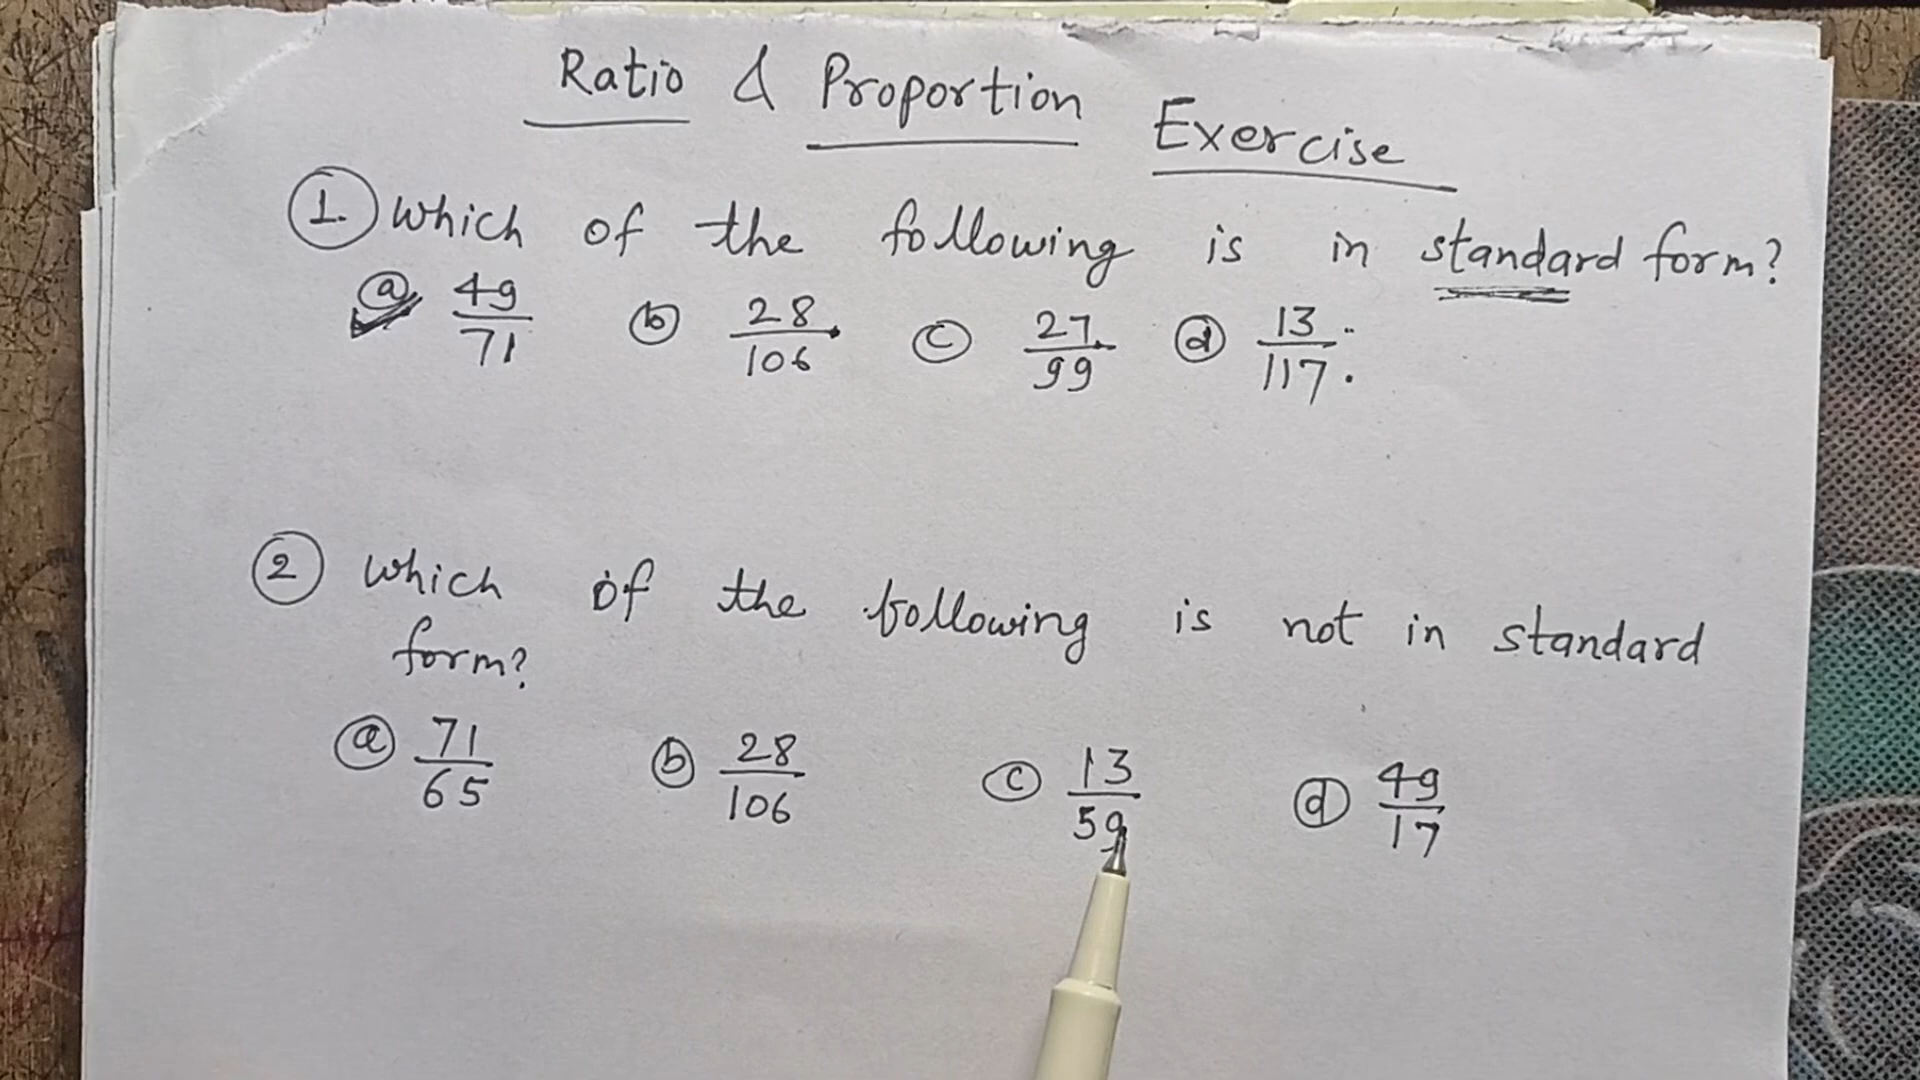 Ratio & Proportion Exercise
1. Which of the following is in standard form?
a 49/71 b 28/106 c 27/99 d 13/117
2 Which of the following is not in standard
form?
a 71/65 b 28/106 c 13/59 d 49/17